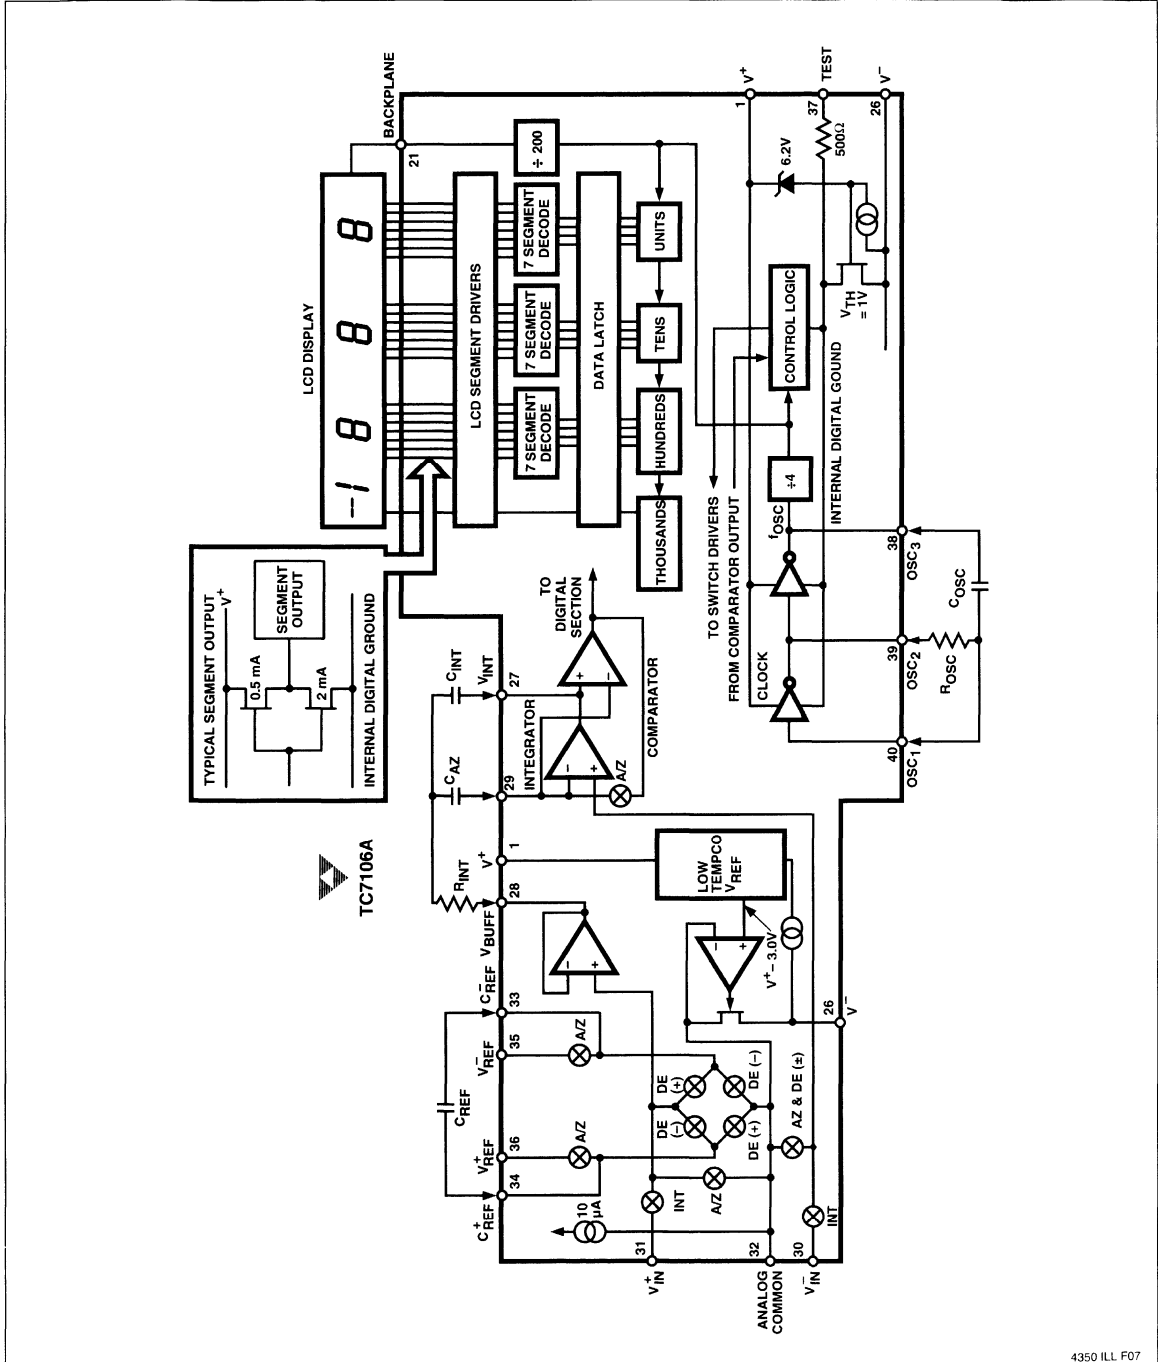 TC7106A
TYPICAL SEGMENT OUTPUT
V+
0.5 mA
SEGMENT
OUTPUT
2 mA
INTERNAL DIGITAL GROUND
LCD DISPLAY
-1 8 8 8
BACKPLANE
21
LCD SEGMENT DRIVERS
7 SEGMENT
DECODE
7 SEGMENT
DECODE
7 SEGMENT
DECODE
÷ 200
DATA LATCH
THOUSANDS
HUNDREDS
TENS
UNITS
TO SWITCH DRIVERS
FROM COMPARATOR OUTPUT
CLOCK
fOSC
÷4
CONTROL LOGIC
INTERNAL DIGITAL GOUND
VTH
= 1V
6.2V
500Ω
1
V+
37
TEST
26
V−
40
OSC1
39
OSC2
38
OSC3
ROSC
COSC
CREF
RINT
CAZ
CINT
C+REF
34
V+REF
36
V−REF
35
C−REF
33
VBUFF
28
V+
1
29
VINT
27
INTEGRATOR
−
+
−
+
+
−
TO
DIGITAL
SECTION
A/Z
COMPARATOR
10
µA
A/Z
A/Z
INT
A/Z
DE
(−)
DE
(+)
DE (+)
DE (−)
AZ & DE (±)
INT
LOW
TEMPCO
VREF
−
+
V+− 3.0V
31
V+IN
32
ANALOG
COMMON
30
V−IN
26
V−
4350 ILL F07